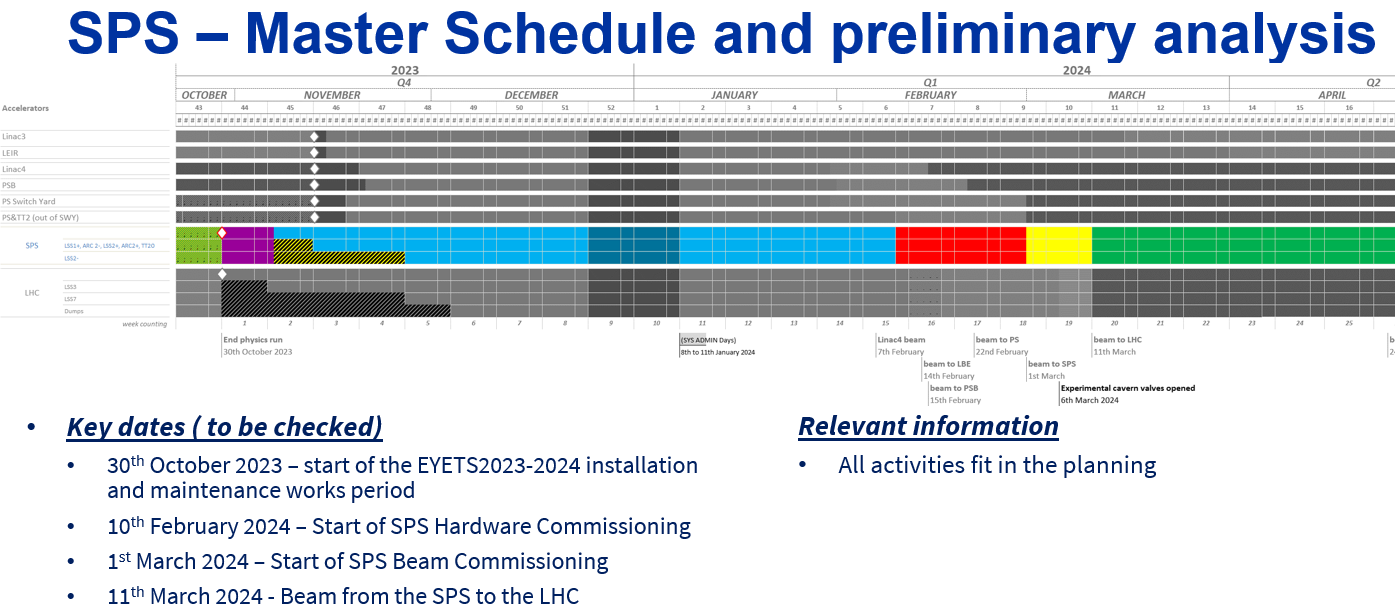 SPS – Master Schedule and preliminary analysis
2023 2024
Q4 Q1 Q2
OCTOBER NOVEMBER DECEMBER JANUARY FEBRUARY MARCH APRIL
Accelerators 43 44 45 46 47 48 49 50 51 52 1 2 3 4 5 6 7 8 9 10 11 12 13 14 15 16
Linac3
LEIR
Linac4
PSB
PS Switch Yard
PS&TT2 (out of SWY)
SPS LSS1+, ARC 2-, LSS2+, ARC2+, TT20
LSS2-
LHC LSS3
LSS7
Dumps
week counting 1 2 3 4 5 6 7 8 9 10 11 12 13 14 15 16 17 18 19 20 21 22 23 24 25
End physics run (SYS ADMIN Days) Linac4 beam beam to PS beam to LHC
30th October 2023 8th to 11th January 2024 7th February 22nd February 11th March
beam to LBE beam to SPS
14th February 1st March
beam to PSB Experimental cavern valves opened
15th February 6th March 2024
• Key dates ( to be checked)
• 30th October 2023 – start of the EYETS2023-2024 installation
and maintenance works period
• 10th February 2024 – Start of SPS Hardware Commissioning
• 1st March 2024 – Start of SPS Beam Commissioning
• 11th March 2024 - Beam from the SPS to the LHC
Relevant information
• All activities fit in the planning